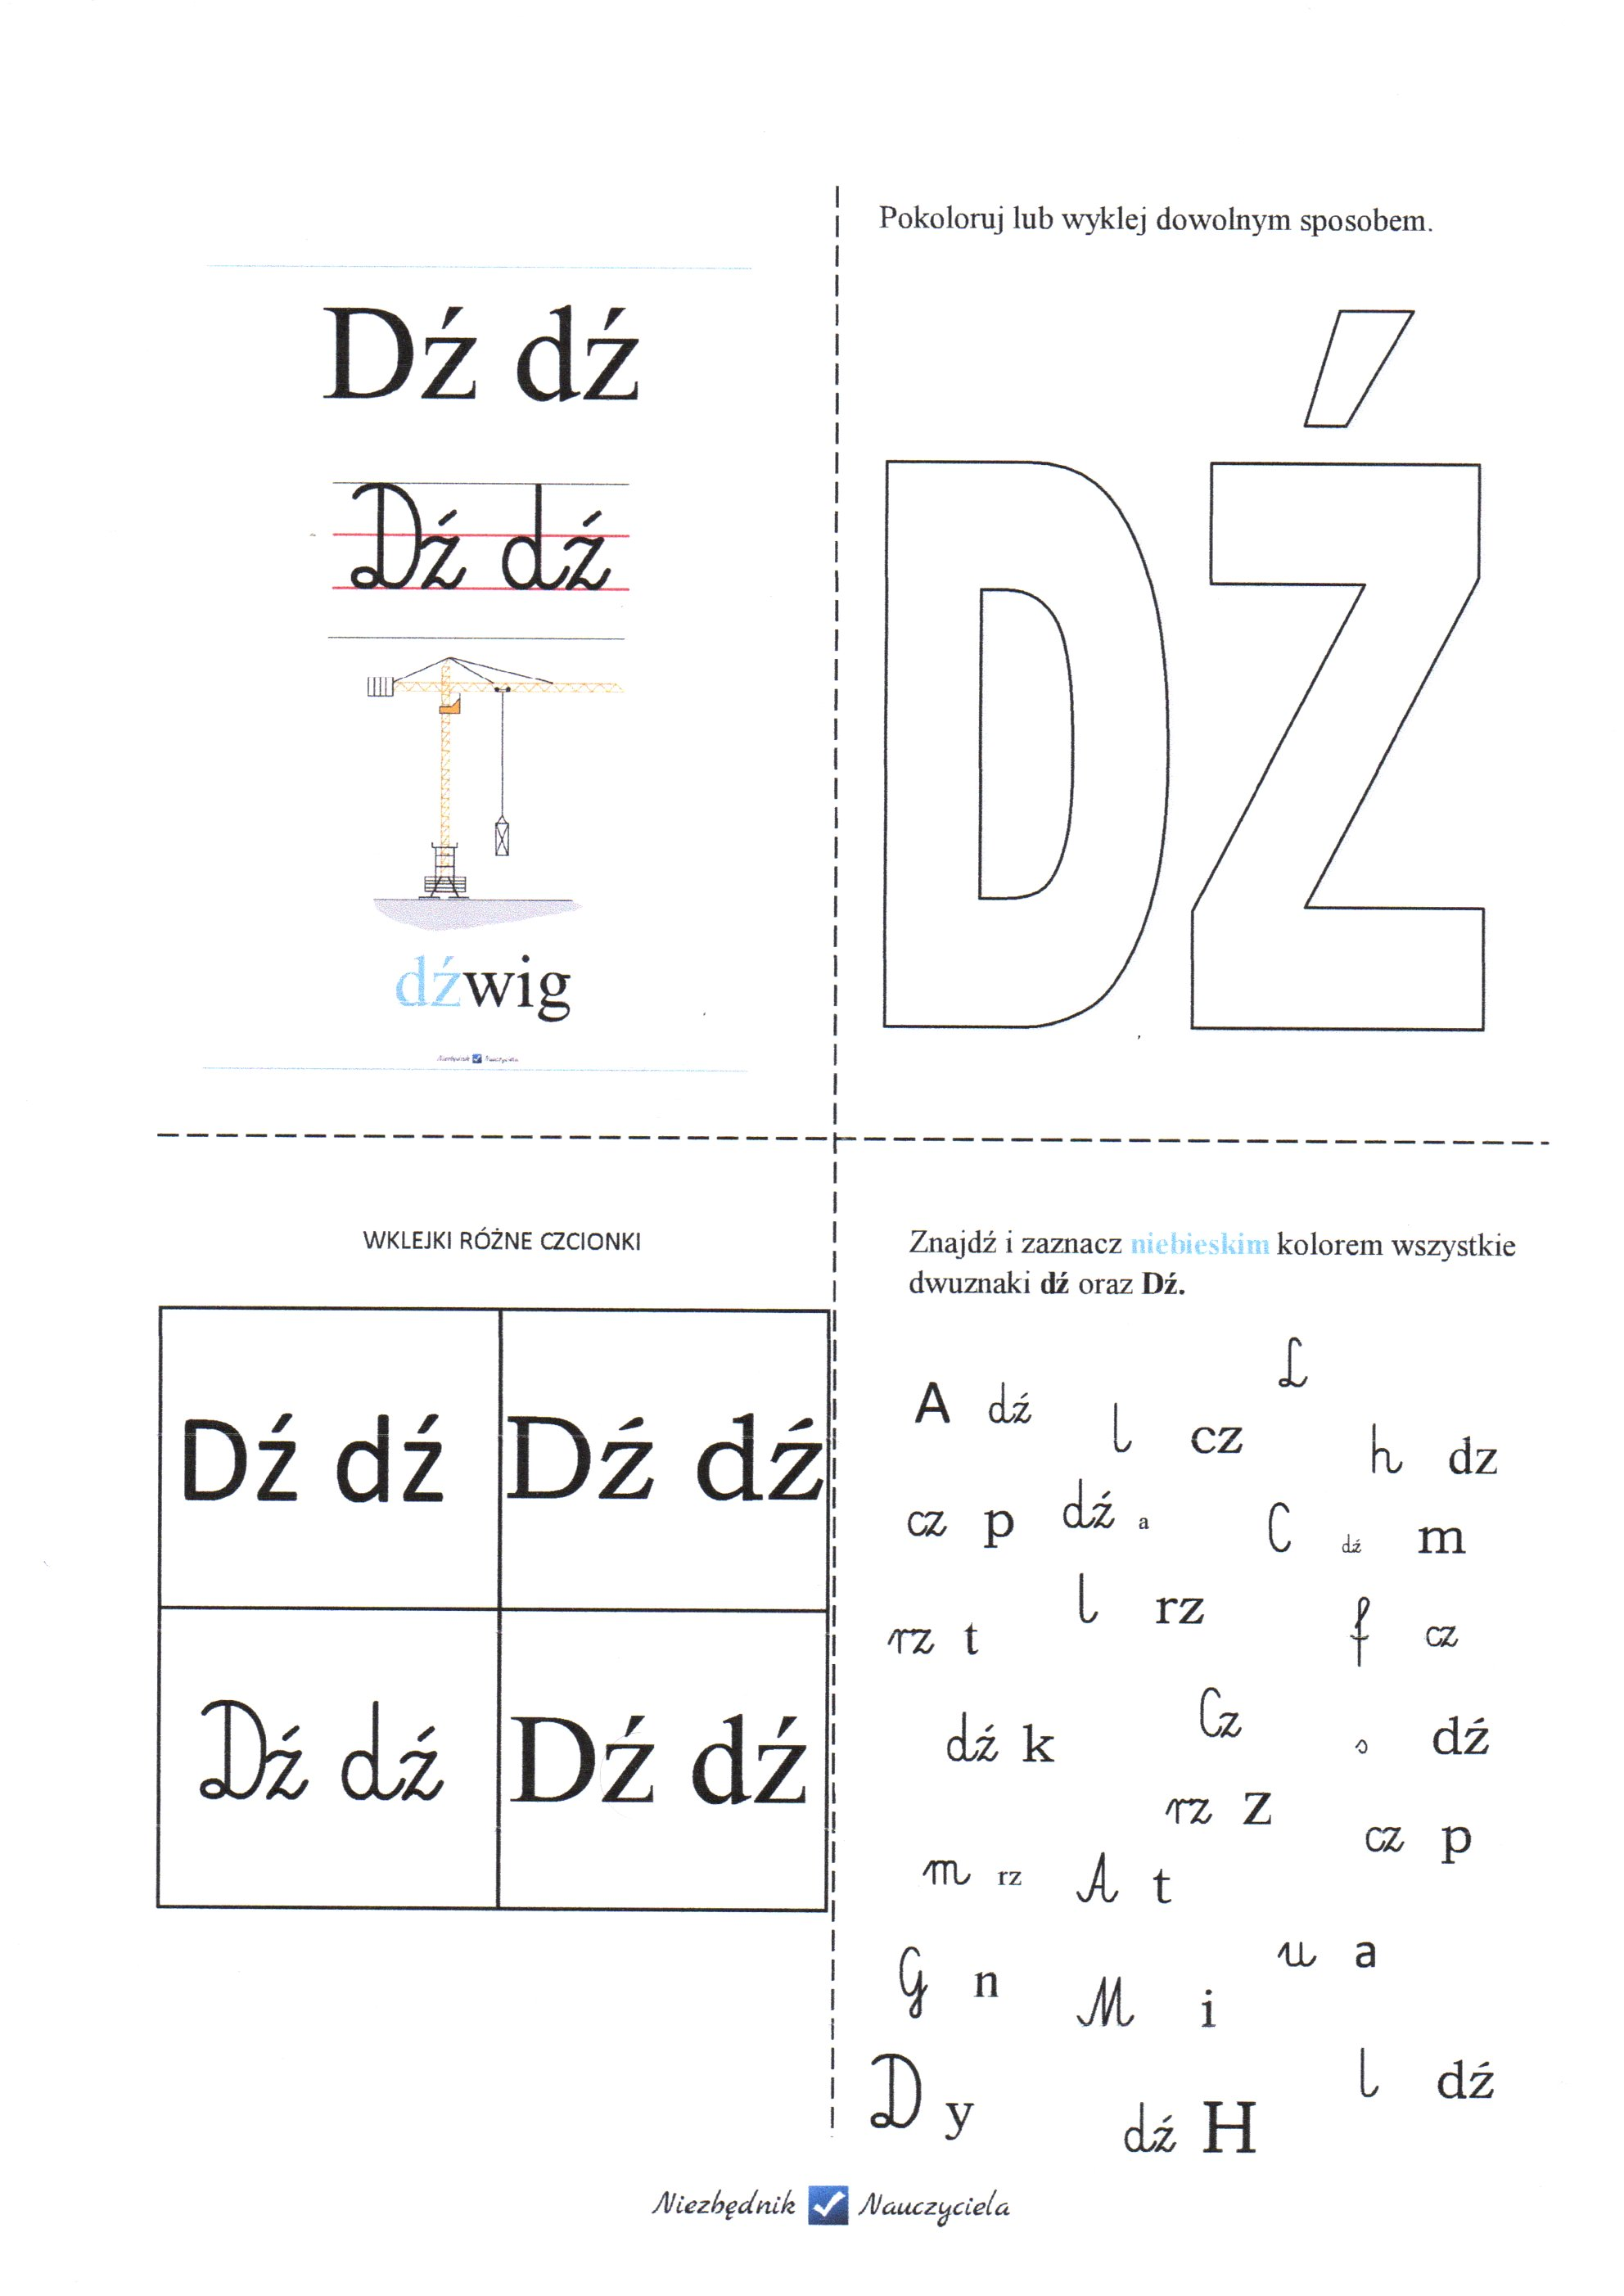 Dź dź
Dź dź
dźwig
Niezbędnik Nauczyciela
Pokoloruj lub wyklej dowolnym sposobem.
DŹ
WKLEJKI RÓŻNE CZCIONKI
Dź dź Dź dź
Dź dź Dź dź
Znajdź i zaznacz niebieskim kolorem wszystkie
dwuznaki dź oraz Dź.
L
A dź l cz h dz
cz p dź a C dź m
l rz
rz t f cz
dź k Cz s dź
rz z cz p
m rz A t
u a
G n M i
D y l dź
dź H
Niezbędnik Nauczyciela